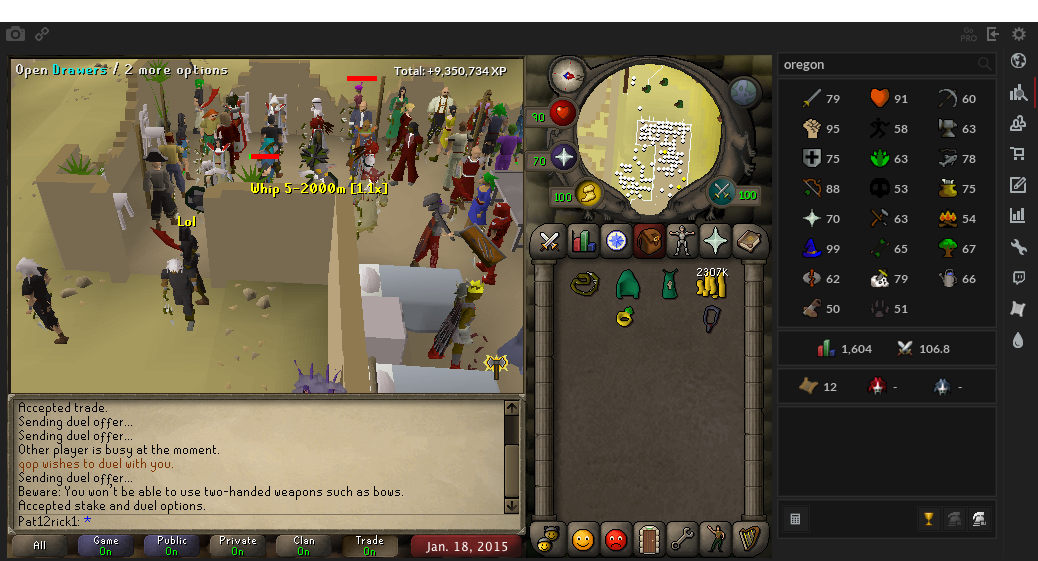 Go
PRO
Open Drawers / 2 more options
Total: +9,350,734 XP
oregon
90
70
100
100
Whip 5-2000m [11x]
Lol
2307K
79 91 60
95 58 63
75 63 78
88 53 75
70 63 54
99 65 67
62 79 66
50 51
1,604 106.8
12 - -
Accepted trade.
Sending duel offer...
Sending duel offer...
Other player is busy at the moment.
gop wishes to duel with you.
Sending duel offer...
Beware: You won't be able to use two-handed weapons such as bows.
Accepted stake and duel options.
Pat12rick1: *
All
Game
On
Public
On
Private
On
Clan
On
Trade
On
Jan. 18, 2015